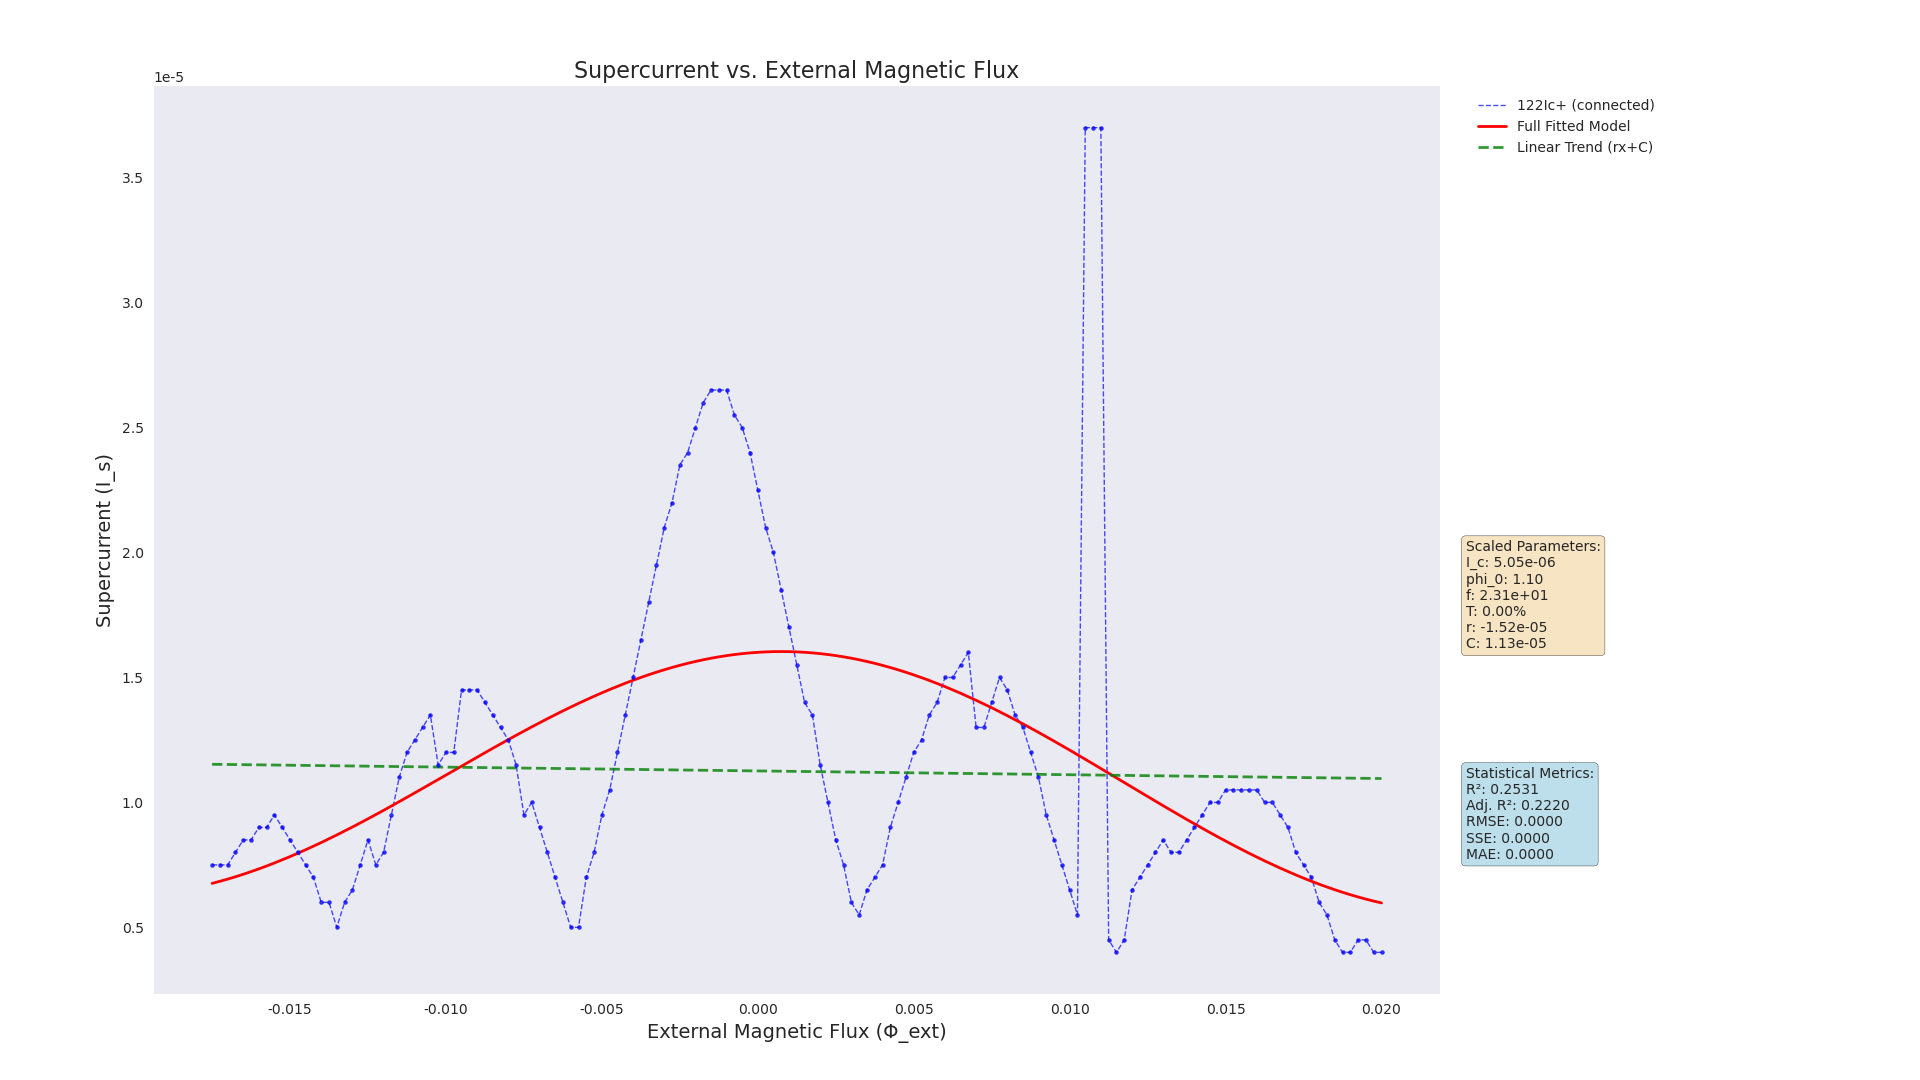 Supercurrent vs. External Magnetic Flux
1e-5
3.5
3.0
2.5
2.0
1.5
1.0
0.5
Supercurrent (I_s)
-0.015
-0.010
-0.005
0.000
0.005
0.010
0.015
0.020
External Magnetic Flux (Φ_ext)
122Ic+ (connected)
Full Fitted Model
Linear Trend (rx+C)
Scaled Parameters:
I_c: 5.05e-06
phi_0: 1.10
f: 2.31e+01
T: 0.00%
r: -1.52e-05
C: 1.13e-05
Statistical Metrics:
R²: 0.2531
Adj. R²: 0.2220
RMSE: 0.0000
SSE: 0.0000
MAE: 0.0000